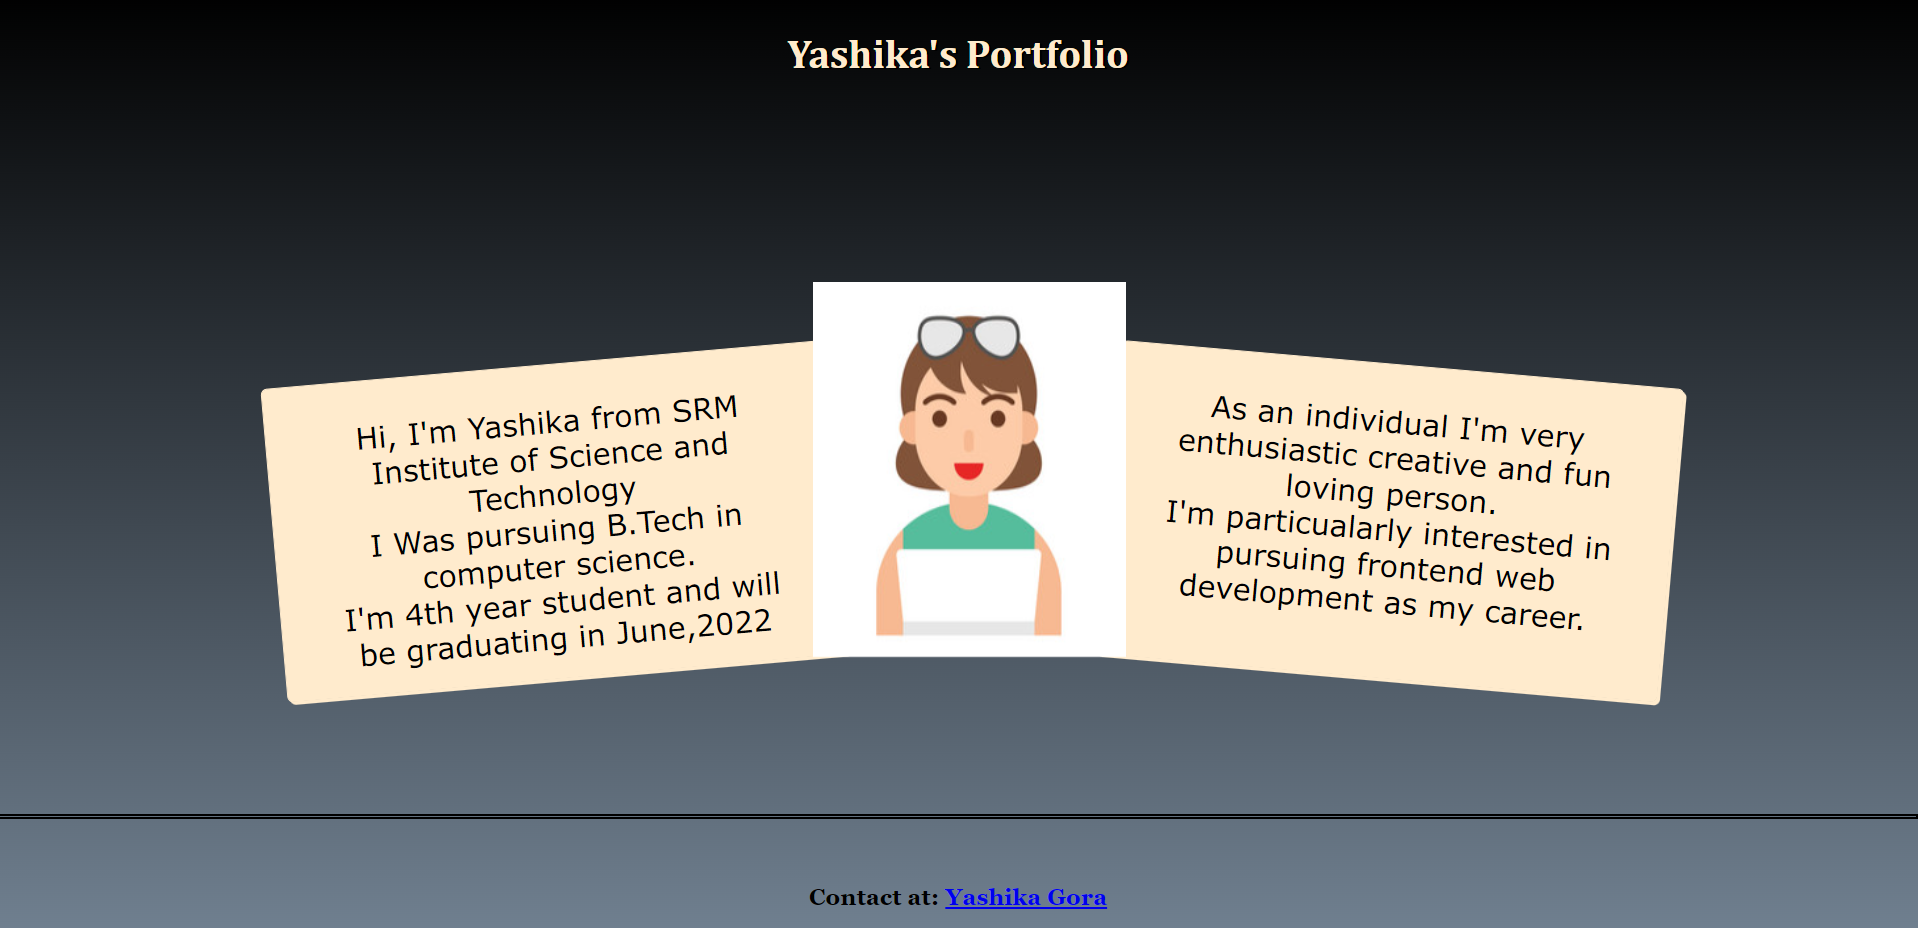 Yashika's Portfolio
Hi, I'm Yashika from SRM
Institute of Science and
Technology
I Was pursuing B.Tech in
computer science.
I'm 4th year student and will
be graduating in June,2022
As an individual I'm very
enthusiastic creative and fun
loving person.
I'm particualarly interested in
pursuing frontend web
development as my career.
Contact at: Yashika Gora